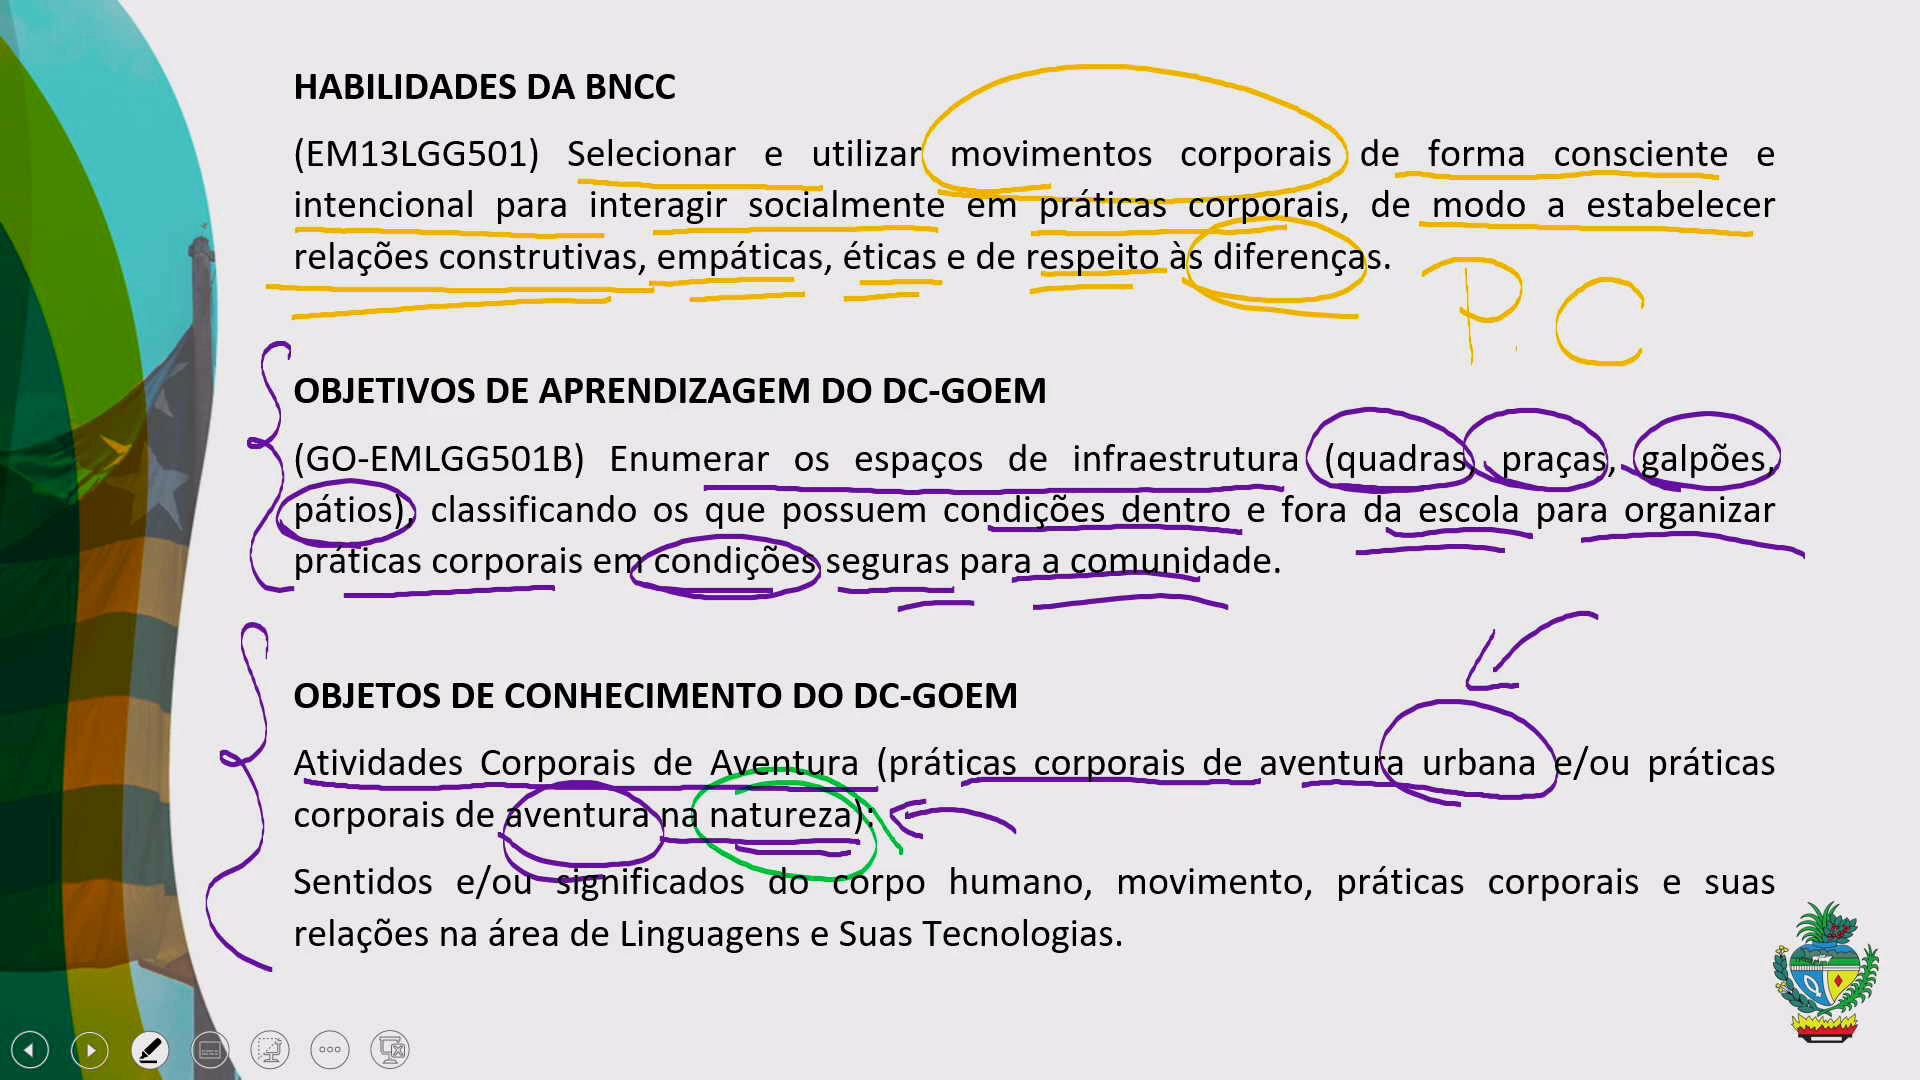 HABILIDADES DA BNCC
(EM13LGG501) Selecionar e utilizar movimentos corporais de forma consciente e
intencional para interagir socialmente em práticas corporais, de modo a estabelecer
relações construtivas, empáticas, éticas e de respeito às diferenças.
P. C
OBJETIVOS DE APRENDIZAGEM DO DC-GOEM
(GO-EMLGG501B) Enumerar os espaços de infraestrutura (quadras, praças, galpões,
pátios), classificando os que possuem condições dentro e fora da escola para organizar
práticas corporais em condições seguras para a comunidade.
OBJETOS DE CONHECIMENTO DO DC-GOEM
Atividades Corporais de Aventura (práticas corporais de aventura urbana e/ou práticas
corporais de aventura na natureza):
Sentidos e/ou significados do corpo humano, movimento, práticas corporais e suas
relações na área de Linguagens e Suas Tecnologias.